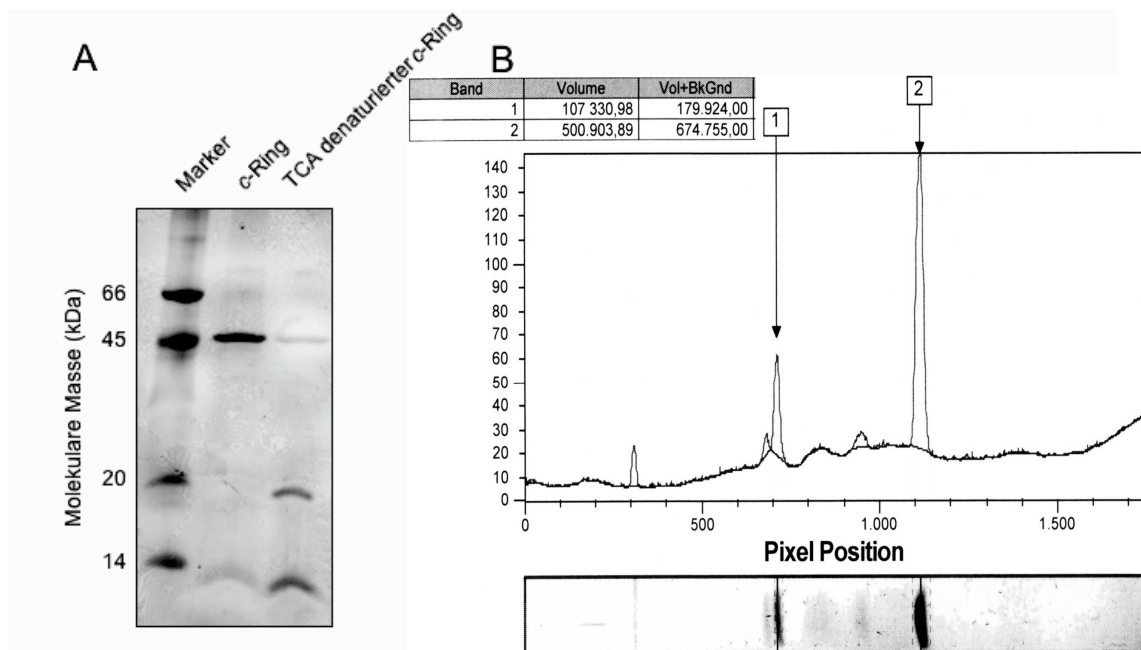 A
Marker
c-Ring
TCA denaturierter c-Ring
Molekulare Masse (kDa)
66
45
20
14
B
Band Volume Vol+BkGnd
1 107 330,98 179.924,00
2 500.903,89 674.755,00
1
2
140
130
120
110
100
90
80
70
60
50
40
30
20
10
0
0 500 1.000 1.500
Pixel Position